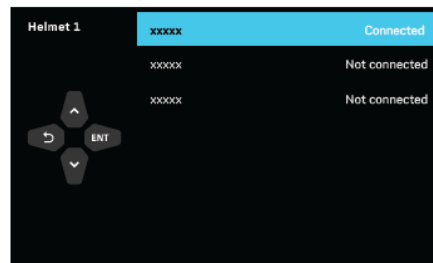 Helmet 1
xxxxx Connected
xxxxx Not connected
xxxxx Not connected
ENT